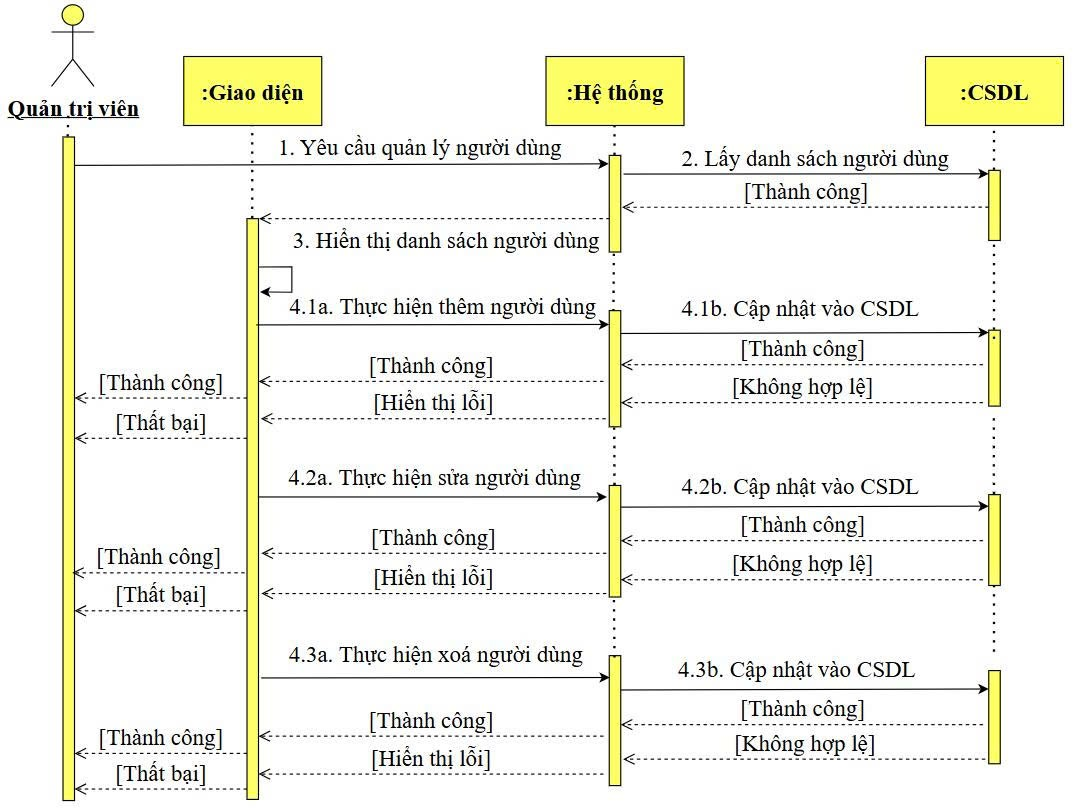 Quản trị viên
:Giao diện
:Hệ thống
:CSDL
1. Yêu cầu quản lý người dùng
2. Lấy danh sách người dùng
[Thành công]
3. Hiển thị danh sách người dùng
4.1a. Thực hiện thêm người dùng
4.1b. Cập nhật vào CSDL
[Thành công]
[Thành công]
[Thành công]
[Không hợp lệ]
[Hiển thị lỗi]
[Thất bại]
4.2a. Thực hiện sửa người dùng
4.2b. Cập nhật vào CSDL
[Thành công]
[Thành công]
[Thành công]
[Không hợp lệ]
[Hiển thị lỗi]
[Thất bại]
4.3a. Thực hiện xoá người dùng
4.3b. Cập nhật vào CSDL
[Thành công]
[Thành công]
[Thành công]
[Không hợp lệ]
[Hiển thị lỗi]
[Thất bại]